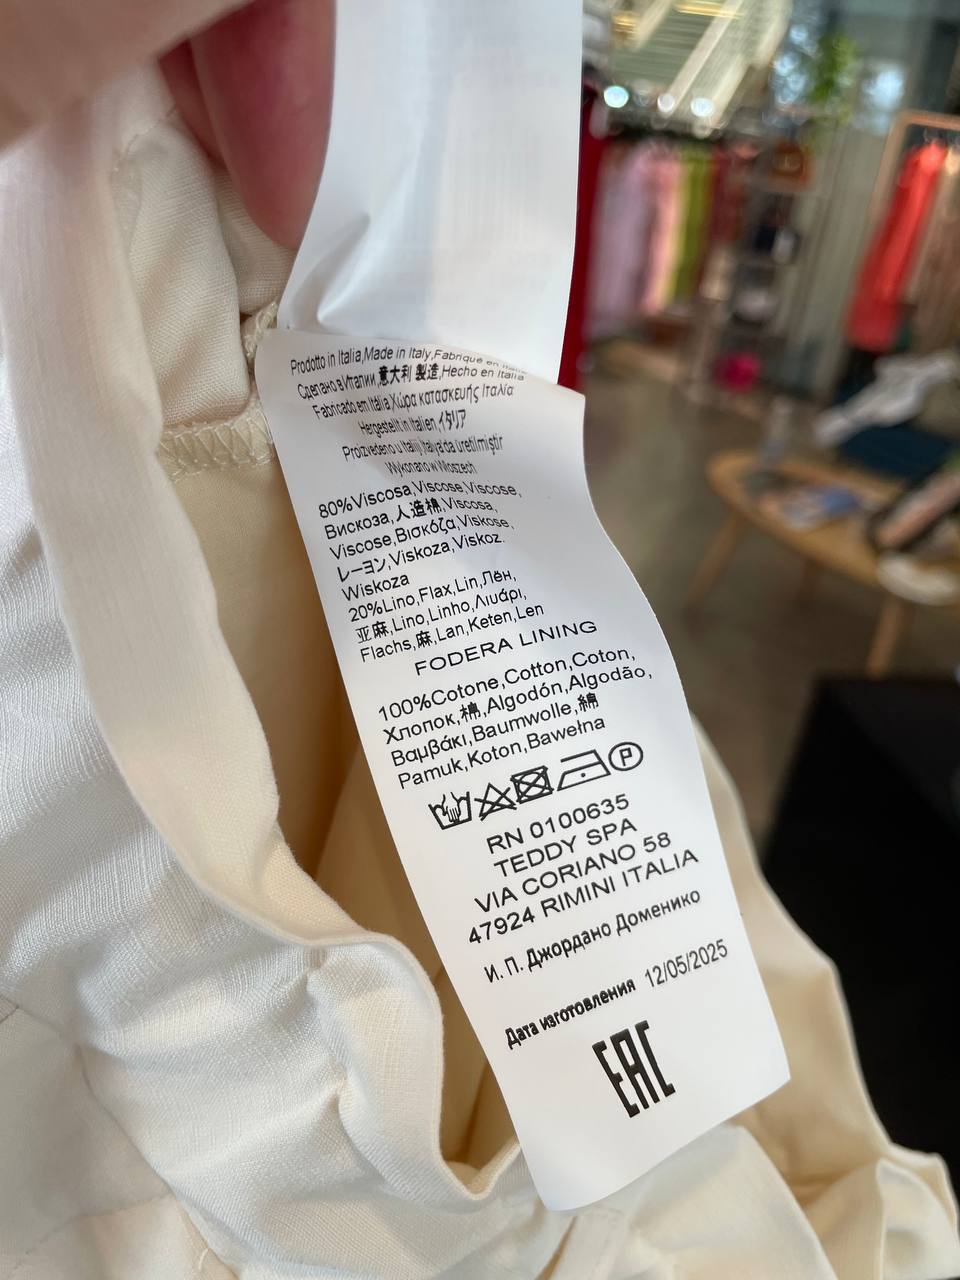 Prodotto in Italia,Made in Italy,Fabriqué en
Сделано в Италии,意大利 製造,Hecho en Italia
Fabricado em Itália,Χώρα κατασκευής Ιταλία
Hergestellt in Italien,イタリア
Proizvedeno u Italiji,Italya'da üretilmiştir
Wykonano w Włoszech
80%Viscosa,Viscose,Viscose,
Вискоза,人造棉,Viscosa,
Viscose,Βισκόζα,Viskose,
レーヨン,Viskoza,Viskoz.
Wiskoza
20%Lino,Flax,Lin,Лён,
亚麻,Lino,Linho,Λινάρι,
Flachs,麻,Lan,Keten,Len
FODERA LINING
100%Cotone,Cotton,Coton,
Хлопок,棉,Algodón,Algodão,
Βαμβάκι,Baumwolle,綿
Pamuk,Koton,Bawełna
P
RN 0100635
TEDDY SPA
VIA CORIANO 58
47924 RIMINI ITALIA
И. П. Джордано Доменико
Дата изготовления 12/05/2025
EAC